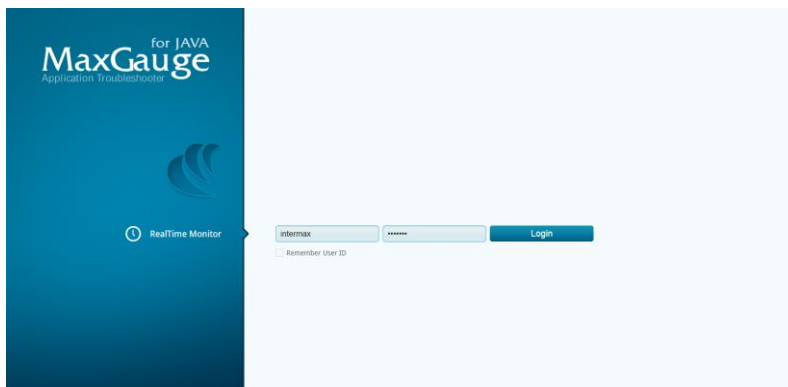 for JAVA
MaxGauge
Application Troubleshooter
RealTime Monitor
intermax
•••••••
Login
Remember User ID